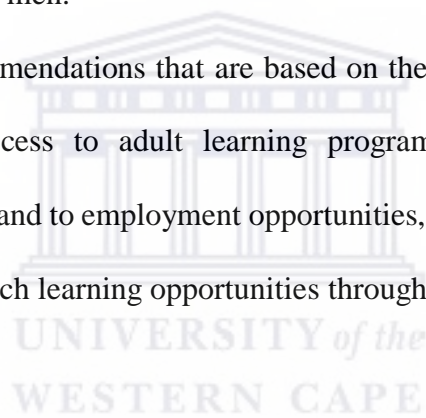 men.
mendations that are based on the
cess to adult learning program
and to employment opportunities,
ch learning opportunities through
UNIVERSITY of the
WESTERN CAPE